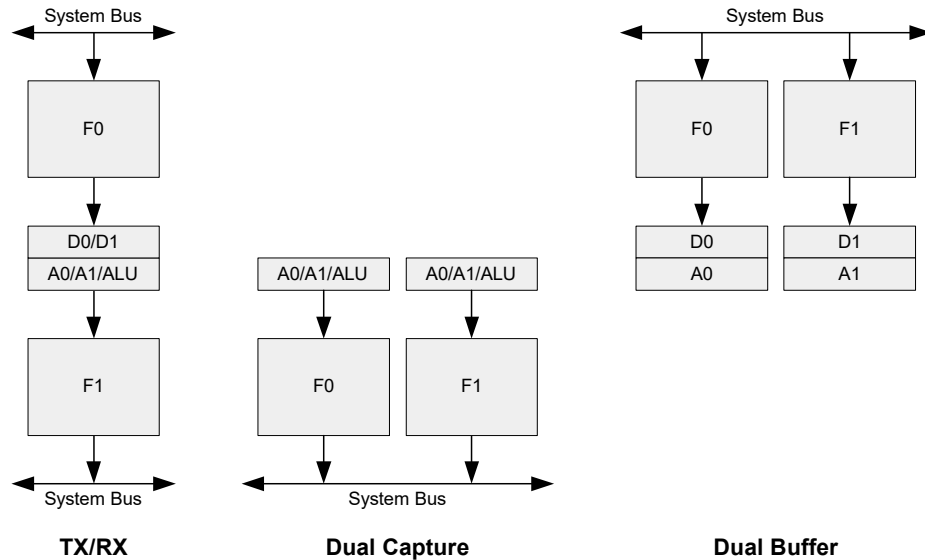 System Bus
F0
D0/D1
A0/A1/ALU
F1
System Bus
TX/RX
A0/A1/ALU
A0/A1/ALU
F0
F1
System Bus
Dual Capture
System Bus
F0
F1
D0
D1
A0
A1
Dual Buffer